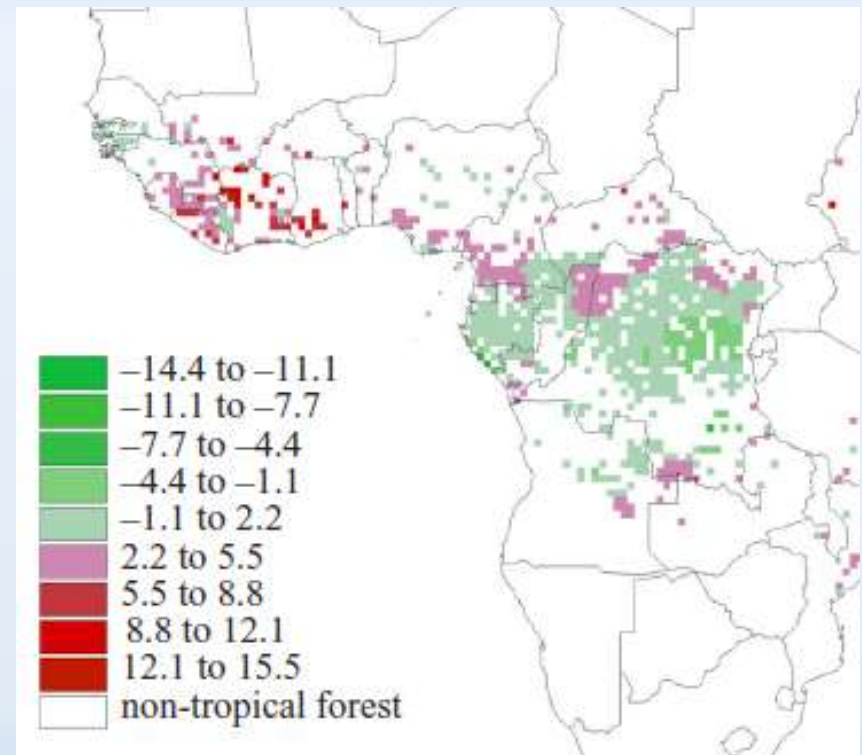 –14.4 to –11.1
–11.1 to –7.7
–7.7 to –4.4
–4.4 to –1.1
–1.1 to 2.2
2.2 to 5.5
5.5 to 8.8
8.8 to 12.1
12.1 to 15.5
non-tropical forest